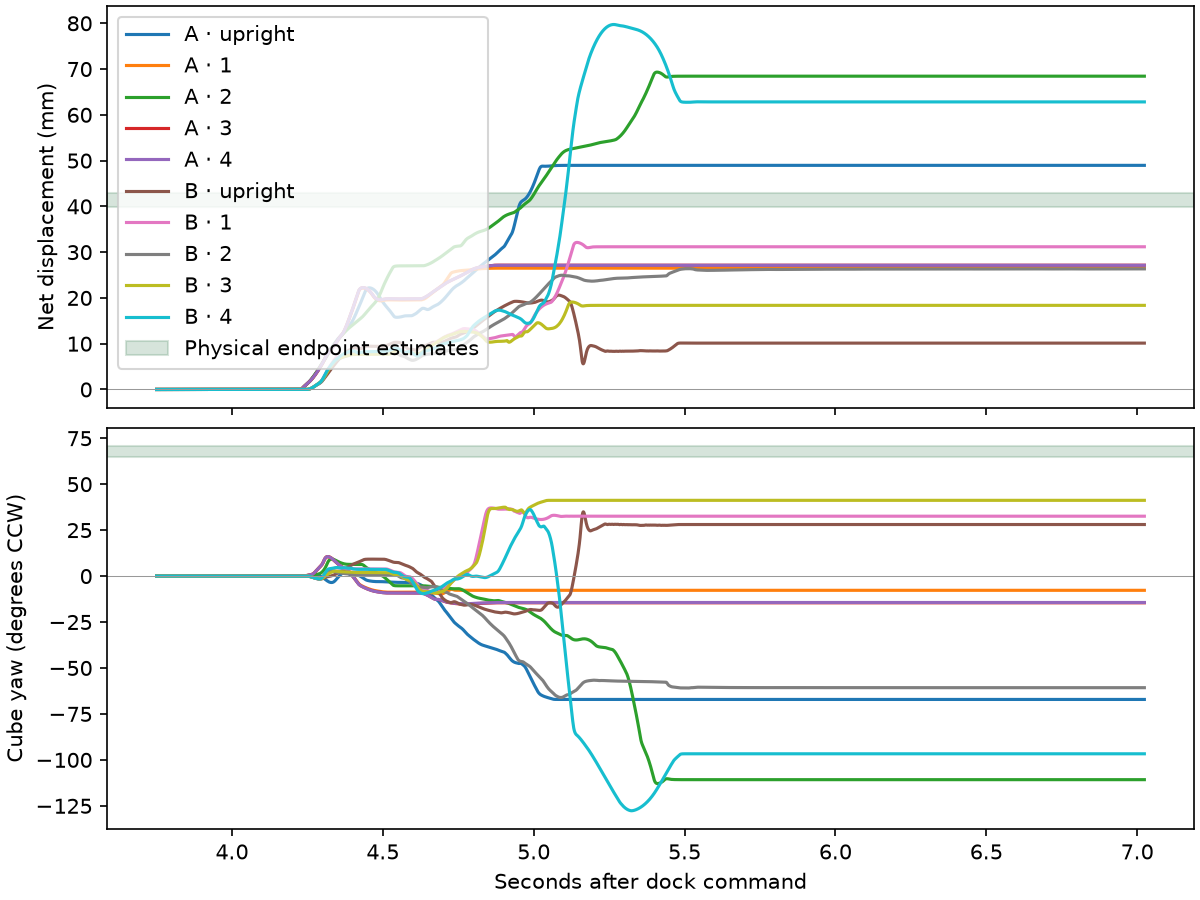 80
70
60
50
40
30
20
10
0
Net displacement (mm)
A · upright
A · 1
A · 2
A · 3
A · 4
B · upright
B · 1
B · 2
B · 3
B · 4
Physical endpoint estimates
75
50
25
0
−25
−50
−75
−100
−125
Cube yaw (degrees CCW)
4.0 4.5 5.0 5.5 6.0 6.5 7.0
Seconds after dock command